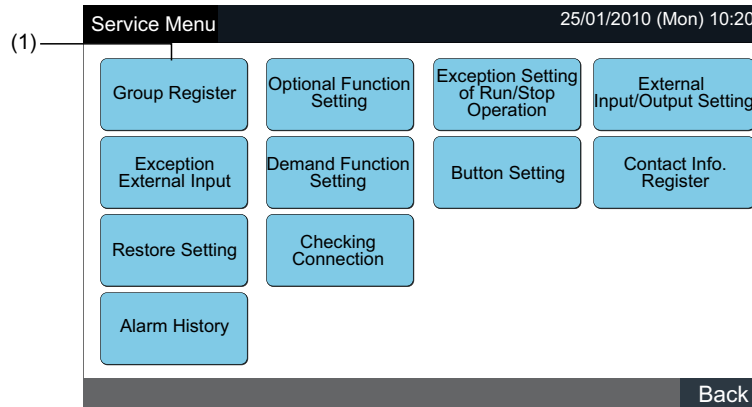 Service Menu
25/01/2010 (Mon) 10:20
(1)
Group Register
Optional Function
Setting
Exception Setting
of Run/Stop
Operation
External
Input/Output Setting
Exception
External Input
Demand Function
Setting
Button Setting
Contact Info.
Register
Restore Setting
Checking
Connection
Alarm History
Back